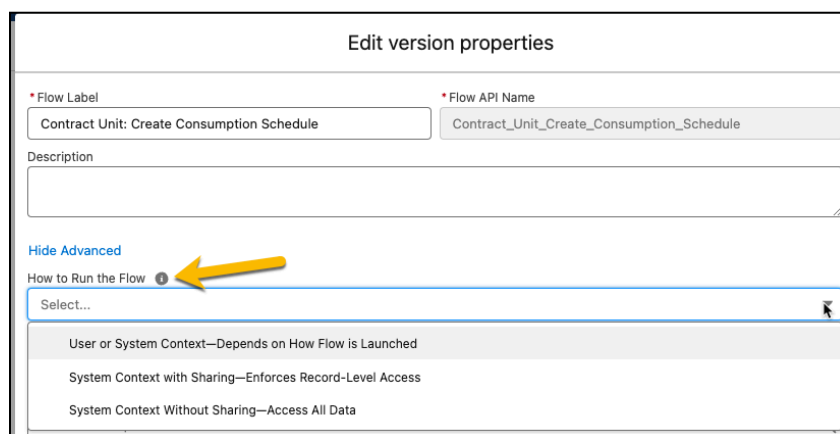 Edit version properties
* Flow Label
* Flow API Name
Contract Unit: Create Consumption Schedule
Contract_Unit_Create_Consumption_Schedule
Description
Hide Advanced
How to Run the Flow
Select...
User or System Context—Depends on How Flow is Launched
System Context with Sharing—Enforces Record-Level Access
System Context Without Sharing—Access All Data